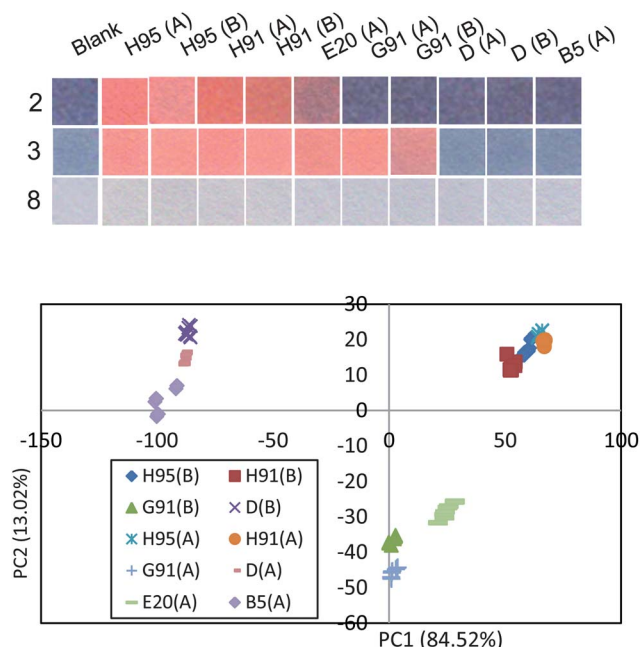 Blank H95 (A) H95 (B) H91 (A) H91 (B) E20 (A) G91 (A) G91 (B) D (A) D (B) B5 (A)
2
3
8
30
20
10
0
-150 -100 -50 0 50 100
-10
-20
-30
-40
-50
-60
PC2 (13.02%)
H95(B) H91(B)
G91(B) D(B)
H95(A) H91(A)
G91(A) D(A)
E20(A) B5(A)
PC1 (84.52%)